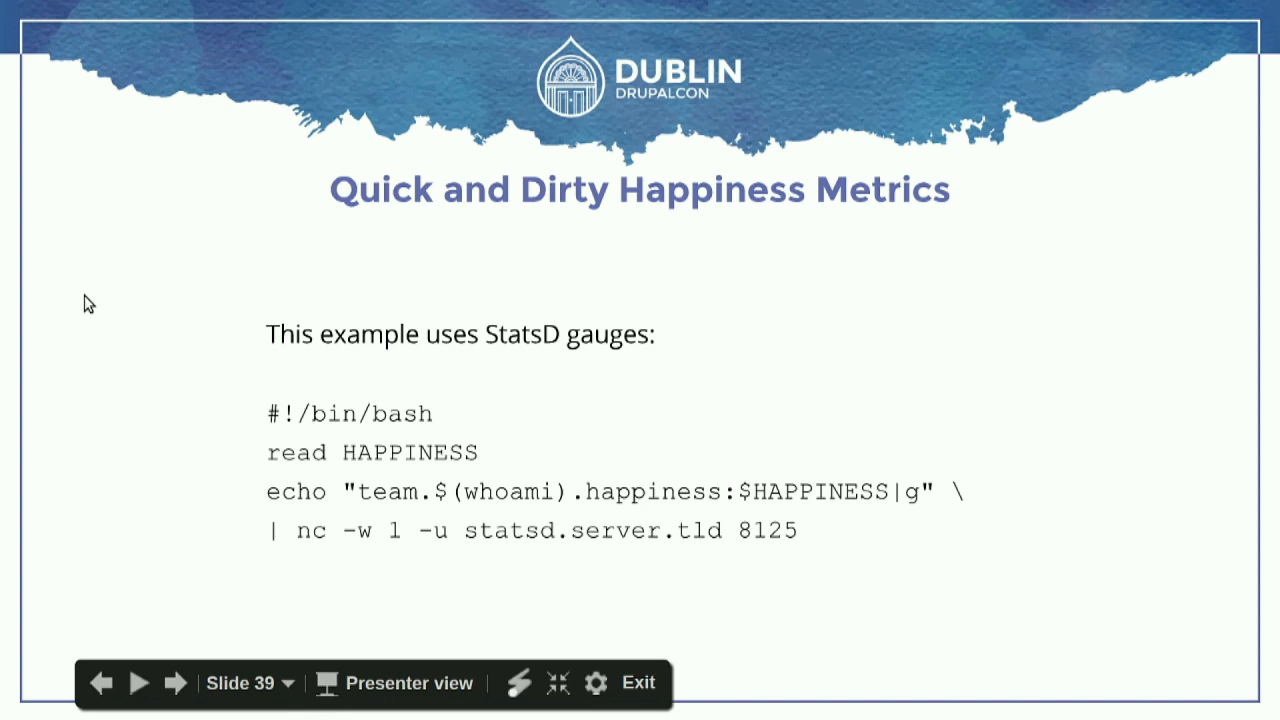 DUBLIN
DRUPALCON
Quick and Dirty Happiness Metrics
This example uses StatsD gauges:
#!/bin/bash
read HAPPINESS
echo "team.$(whoami).happiness:$HAPPINESS|g" \
| nc -w 1 -u statsd.server.tld 8125
Slide 39 Presenter view Exit